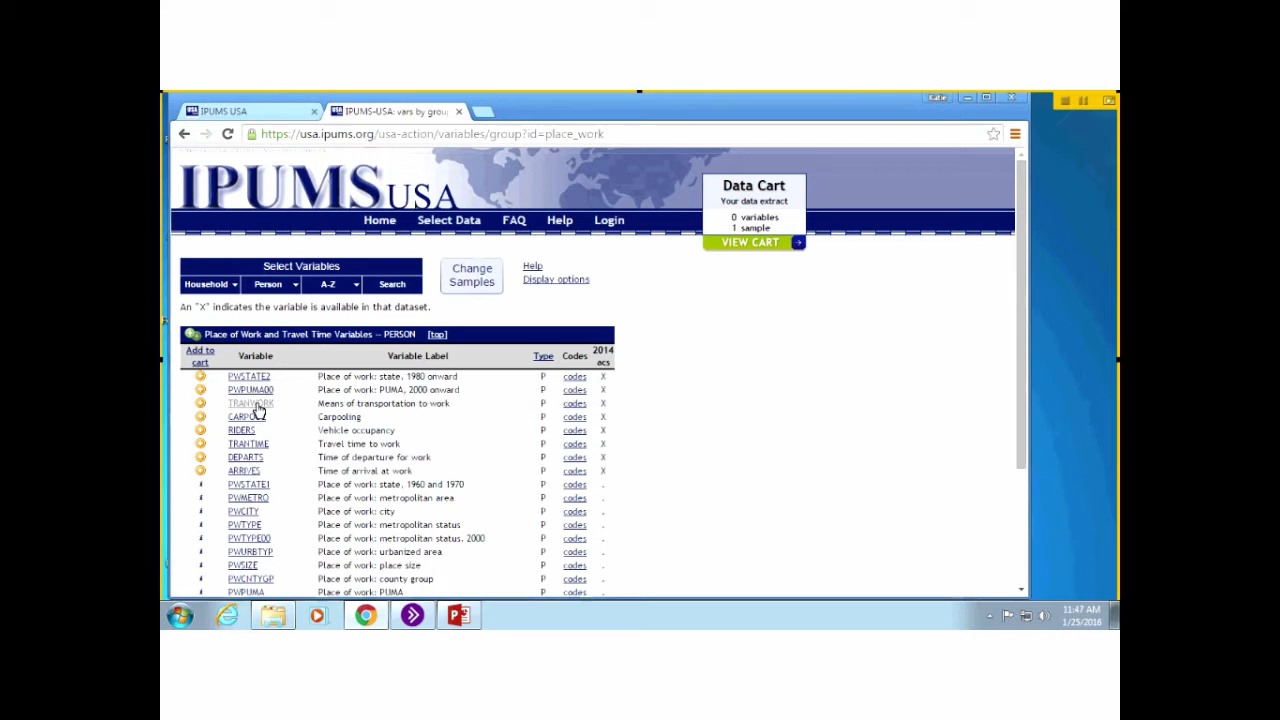 IPUMS USA
IPUMS-USA: vars by grou
https://usa.ipums.org/usa-action/variables/group?id=place_work
IPUMS USA
Data Cart
Your data extract
0 variables
1 sample
VIEW CART
Home Select Data FAQ Help Login
Select Variables
Household Person A-Z Search
Change Samples
Help
Display options
An "X" indicates the variable is available in that dataset.
Place of Work and Travel Time Variables -- PERSON [top]
Add to cart Variable Variable Label Type Codes 2014 acs
PWSTATE2 Place of work: state, 1980 onward P codes X
PWPUMA00 Place of work: PUMA, 2000 onward P codes X
TRANWORK Means of transportation to work P codes X
CARPOOL Carpooling P codes X
RIDERS Vehicle occupancy P codes X
TRANTIME Travel time to work P codes X
DEPARTS Time of departure for work P codes X
ARRIVES Time of arrival at work P codes X
PWSTATE1 Place of work: state, 1960 and 1970 P codes .
PWMETRO Place of work: metropolitan area P codes .
PWCITY Place of work: city P codes .
PWTYPE Place of work: metropolitan status P codes .
PWTYPE00 Place of work: metropolitan status, 2000 P codes .
PWURBTYP Place of work: urbanized area P codes .
PWSIZE Place of work: place size P codes .
PWCNTYGP Place of work: county group P codes .
PWPUMA Place of work: PUMA P codes .
11:47 AM
1/25/2016